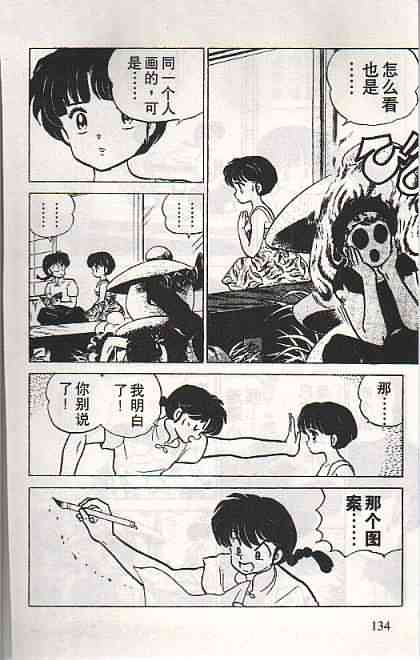 怎么看
也是
……
同一个人
画的，可
是……
……
……
……
……
那……
我明白
了！
你别说
了！
那个图
案……
134